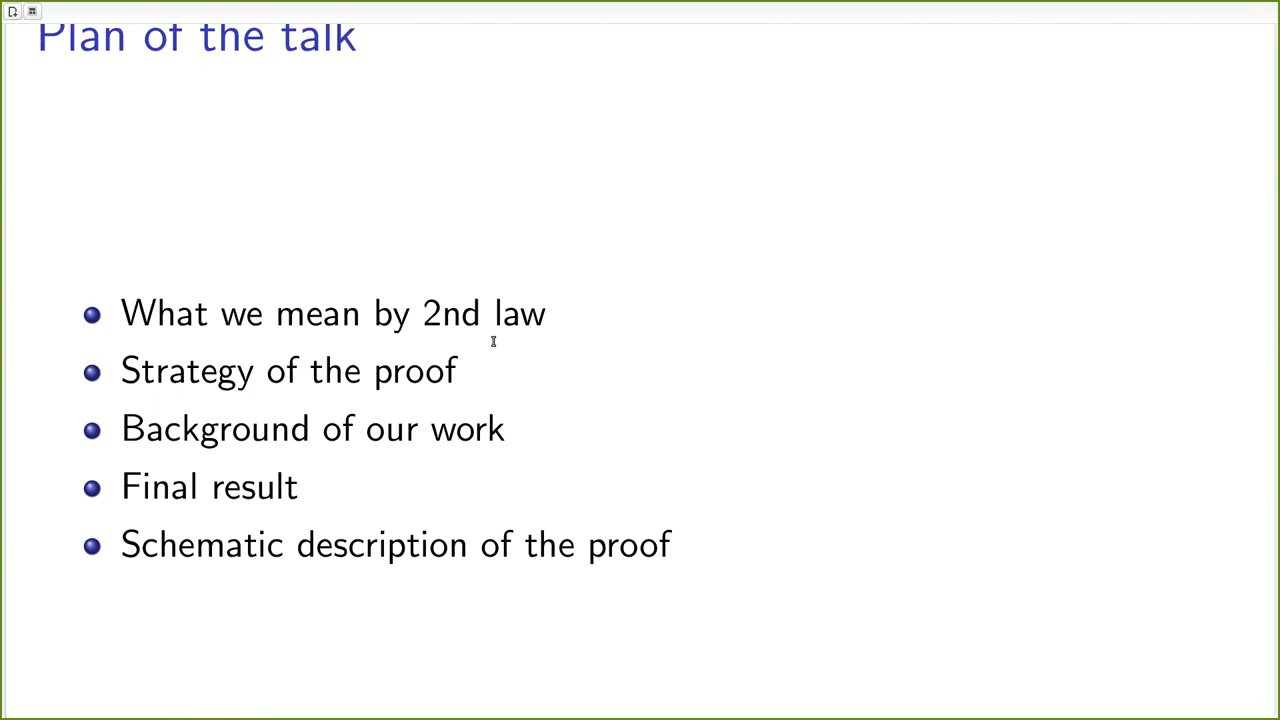 Plan of the talk
What we mean by 2nd law
Strategy of the proof
Background of our work
Final result
Schematic description of the proof